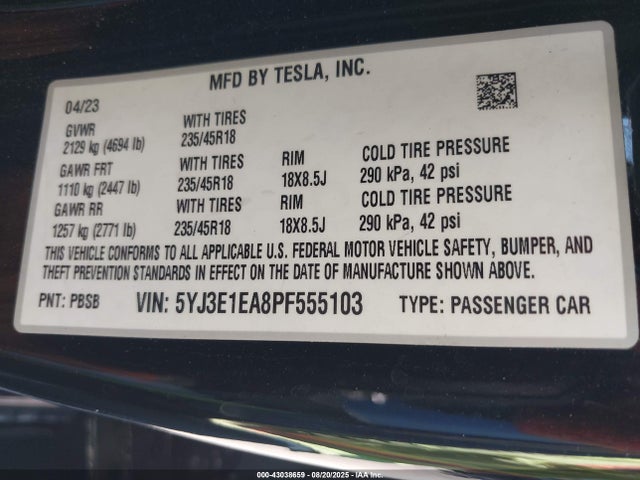 MFD BY TESLA, INC.
04/23
GVWR WITH TIRES
2129 kg (4694 lb) 235/45R18
GAWR FRT WITH TIRES RIM COLD TIRE PRESSURE
1110 kg (2447 lb) 235/45R18 18X8.5J 290 kPa, 42 psi
GAWR RR WITH TIRES RIM COLD TIRE PRESSURE
1257 kg (2771 lb) 235/45R18 18X8.5J 290 kPa, 42 psi
THIS VEHICLE CONFORMS TO ALL APPLICABLE U.S. FEDERAL MOTOR VEHICLE SAFETY, BUMPER, AND
THEFT PREVENTION STANDARDS IN EFFECT ON THE DATE OF MANUFACTURE SHOWN ABOVE.
PNT: PBSB VIN: 5YJ3E1EA8PF555103 TYPE: PASSENGER CAR
000-43038659 - 08/20/2025 - IAA Inc.